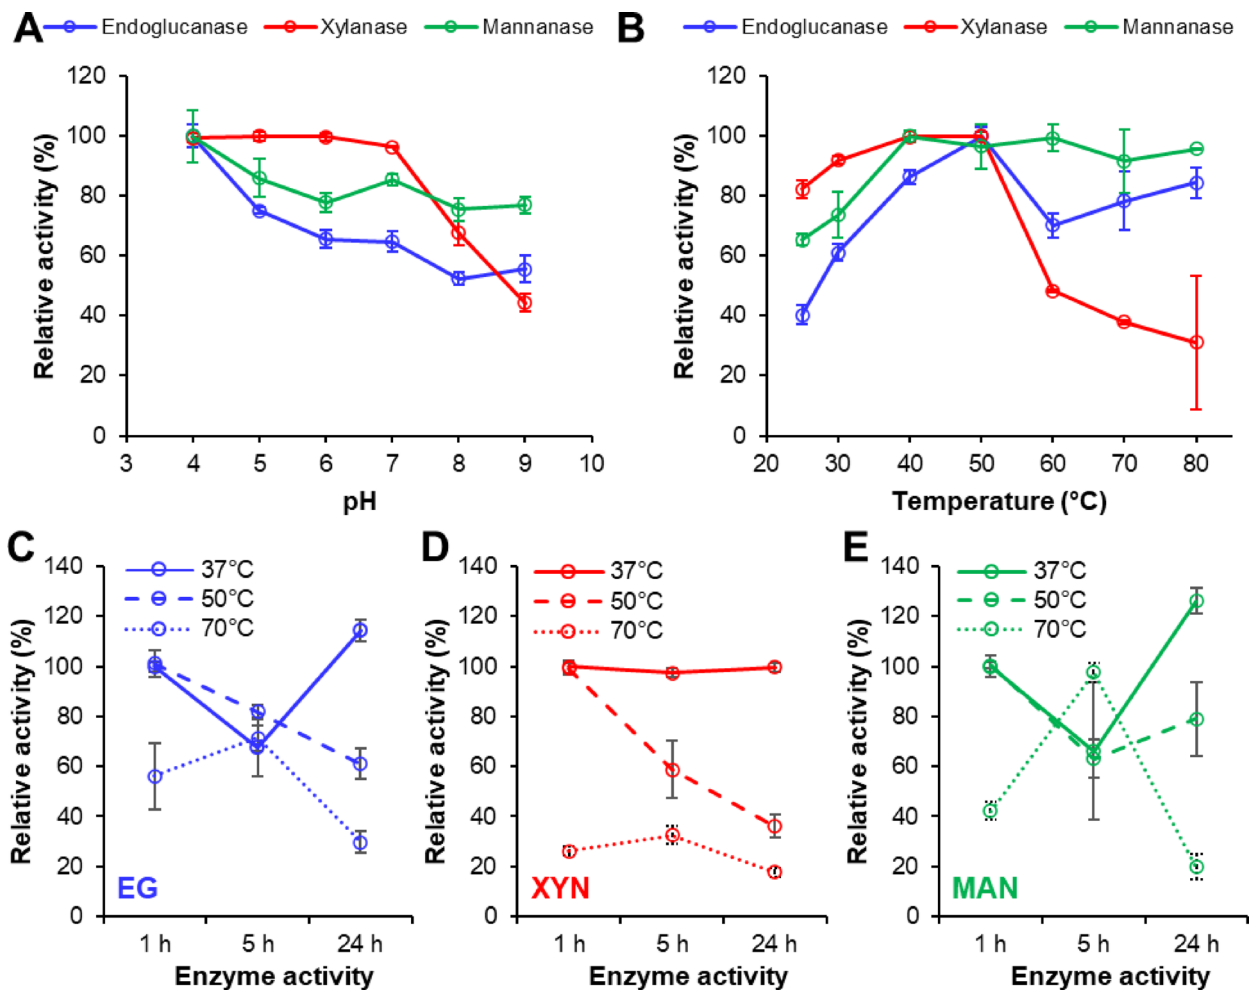 A
Endoglucanase Xylanase Mannanase
B
Endoglucanase Xylanase Mannanase
Relative activity (%)
120
100
80
60
40
20
0
3 4 5 6 7 8 9 10
pH
Relative activity (%)
120
100
80
60
40
20
0
20 30 40 50 60 70 80
Temperature (°C)
C
37°C
50°C
70°C
Relative activity (%)
140
120
100
80
60
40
20
0
EG
1 h 5 h 24 h
Enzyme activity
D
37°C
50°C
70°C
Relative activity (%)
140
120
100
80
60
40
20
0
XYN
1 h 5 h 24 h
Enzyme activity
E
37°C
50°C
70°C
Relative activity (%)
140
120
100
80
60
40
20
0
MAN
1 h 5 h 24 h
Enzyme activity